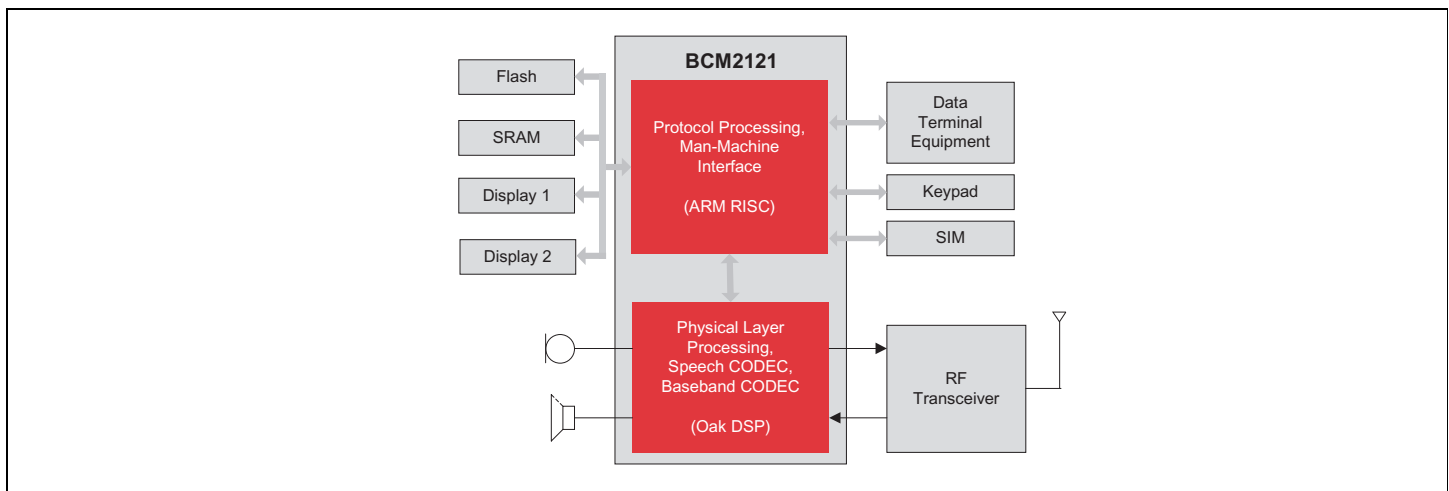 BCM2121
Flash
SRAM
Display 1
Display 2
Protocol Processing,
Man-Machine
Interface
(ARM RISC)
Data
Terminal
Equipment
Keypad
SIM
Physical Layer
Processing,
Speech CODEC,
Baseband CODEC
(Oak DSP)
RF
Transceiver